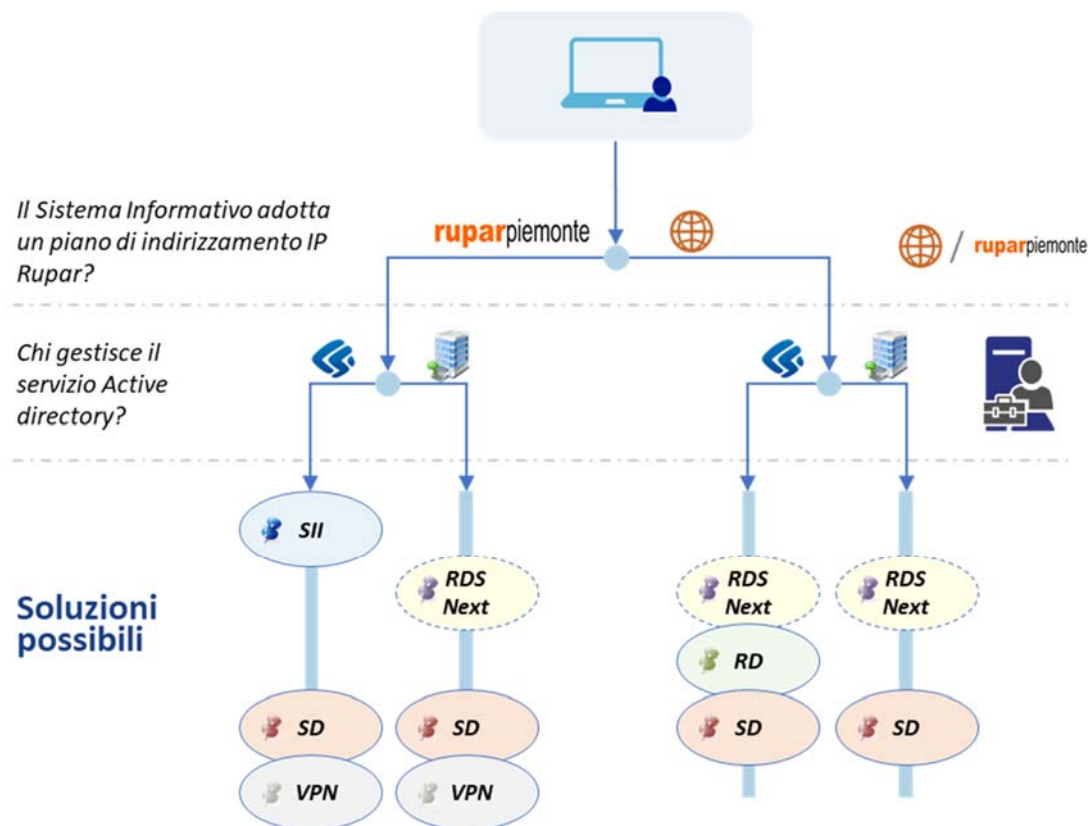 Il Sistema Informativo adotta
un piano di indirizzamento IP
Rupar?
ruparpiemonte
/ ruparpiemonte
Chi gestisce il
servizio Active
directory?
Soluzioni
possibili
SII
SD
VPN
RDS
Next
SD
VPN
RDS
Next
RD
SD
RDS
Next
SD